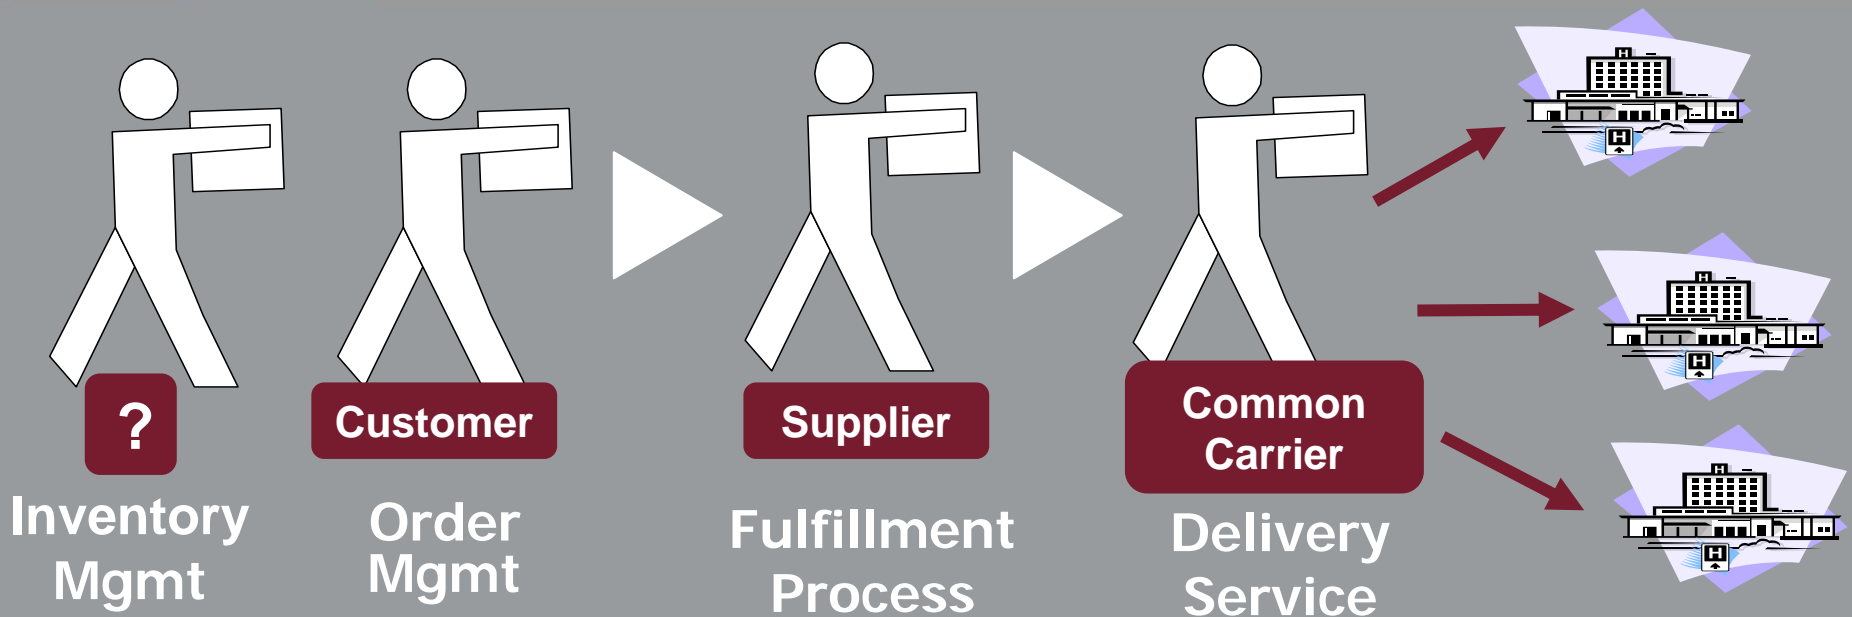 ?
Inventory
Mgmt
Customer
Order
Mgmt
Supplier
Fulfillment
Process
Common
Carrier
Delivery
Service
H
H
H
H
H
H